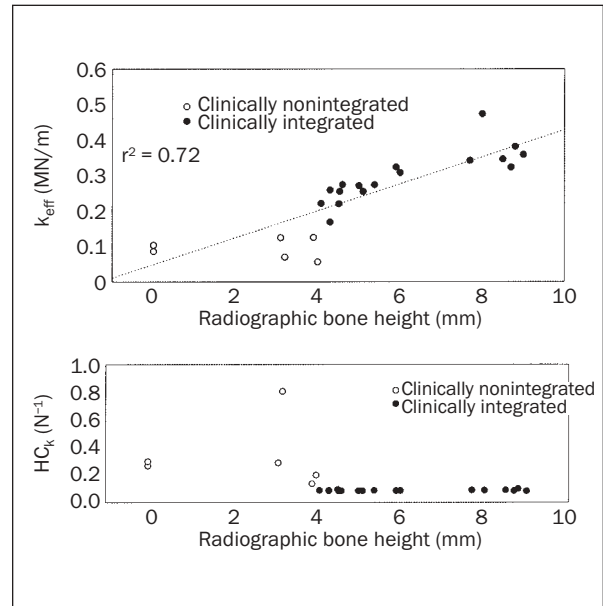 0.6
○ Clinically nonintegrated
0.5
● Clinically integrated
0.4
r² = 0.72
0.3
0.2
0.1
0
k_eff (MN/m)
0 2 4 6 8 10
Radiographic bone height (mm)
1.0
○ Clinically nonintegrated
0.8
● Clinically integrated
0.6
0.4
0.2
0.0
HC_k (N⁻¹)
0 2 4 6 8 10
Radiographic bone height (mm)